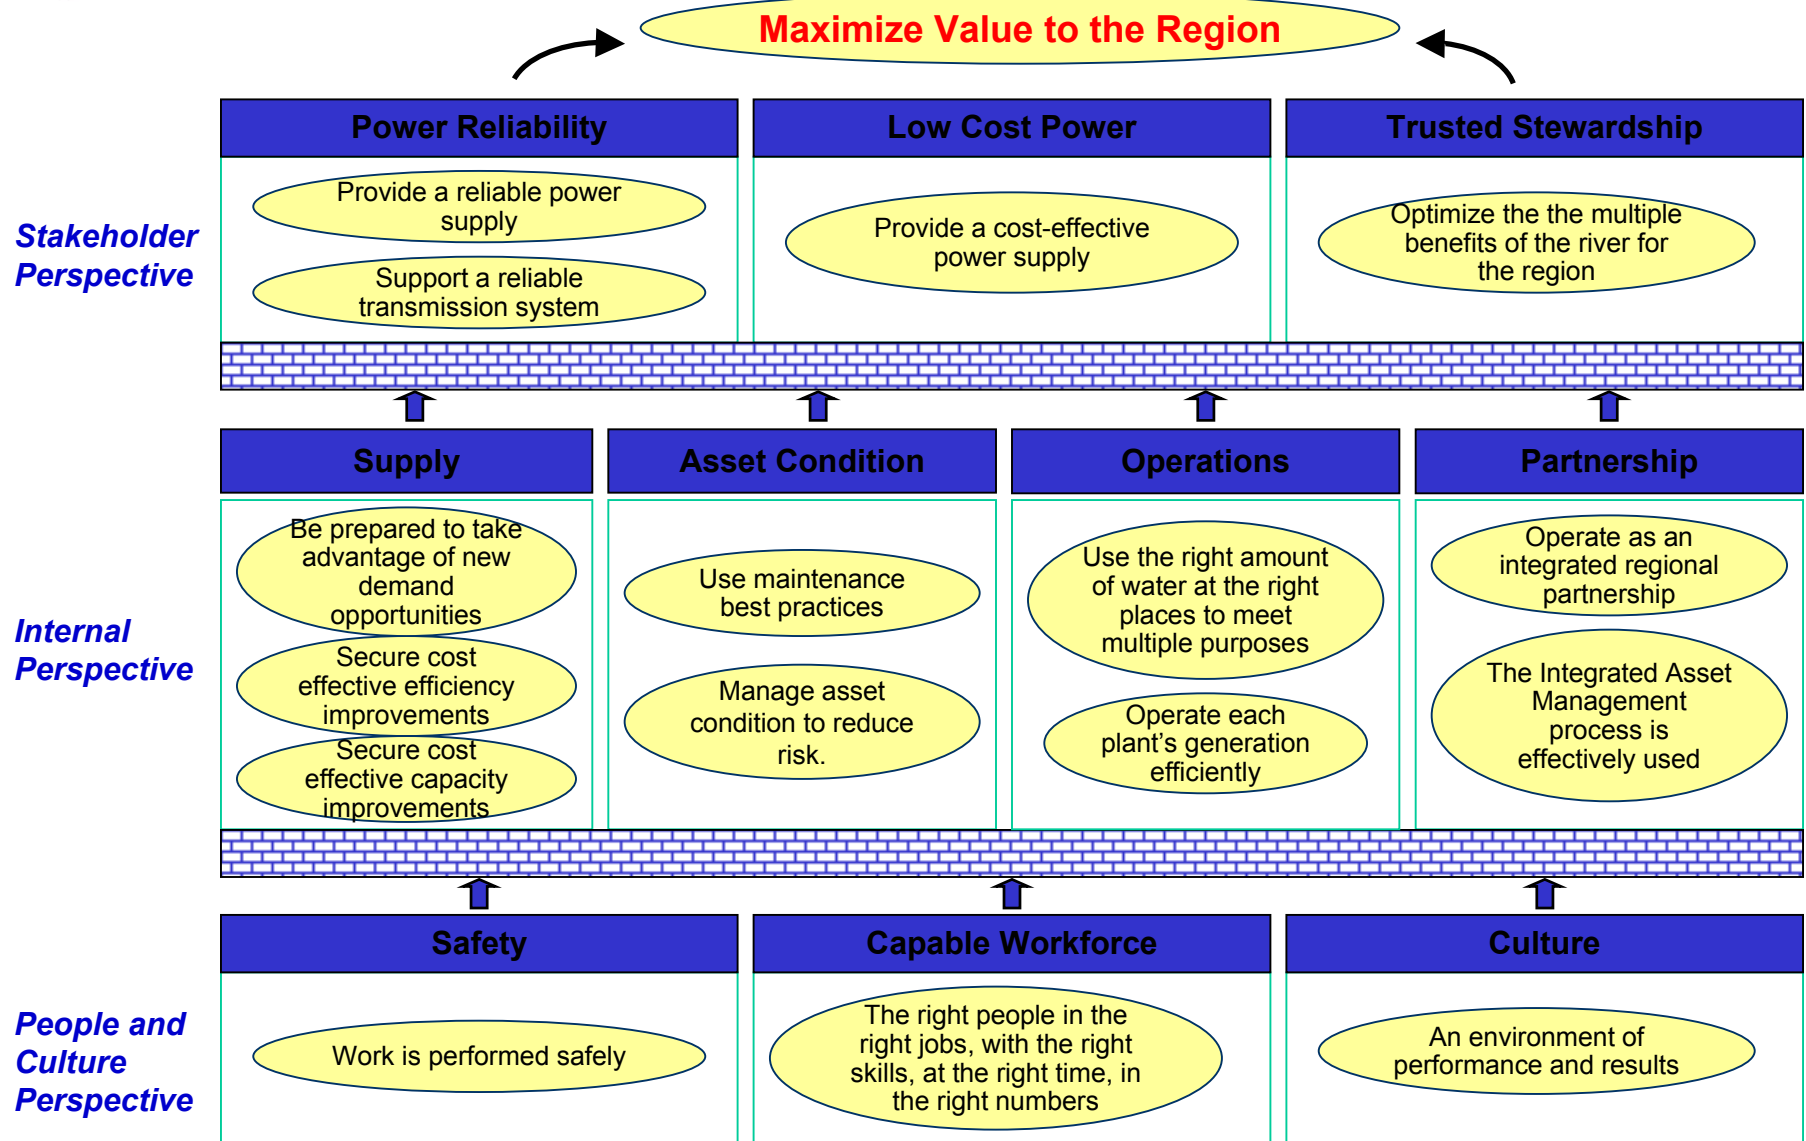 Maximize Value to the Region
Power Reliability
Low Cost Power
Trusted Stewardship
Stakeholder
Perspective
Provide a reliable power
supply
Support a reliable
transmission system
Provide a cost-effective
power supply
Optimize the the multiple
benefits of the river for
the region
Supply
Asset Condition
Operations
Partnership
Internal
Perspective
Be prepared to take
advantage of new
demand
opportunities
Secure cost
effective efficiency
improvements
Secure cost
effective capacity
improvements
Use maintenance
best practices
Manage asset
condition to reduce
risk.
Use the right amount
of water at the right
places to meet
multiple purposes
Operate each
plant’s generation
efficiently
Operate as an
integrated regional
partnership
The Integrated Asset
Management
process is
effectively used
Safety
Capable Workforce
Culture
People and
Culture
Perspective
Work is performed safely
The right people in the
right jobs, with the right
skills, at the right time, in
the right numbers
An environment of
performance and results